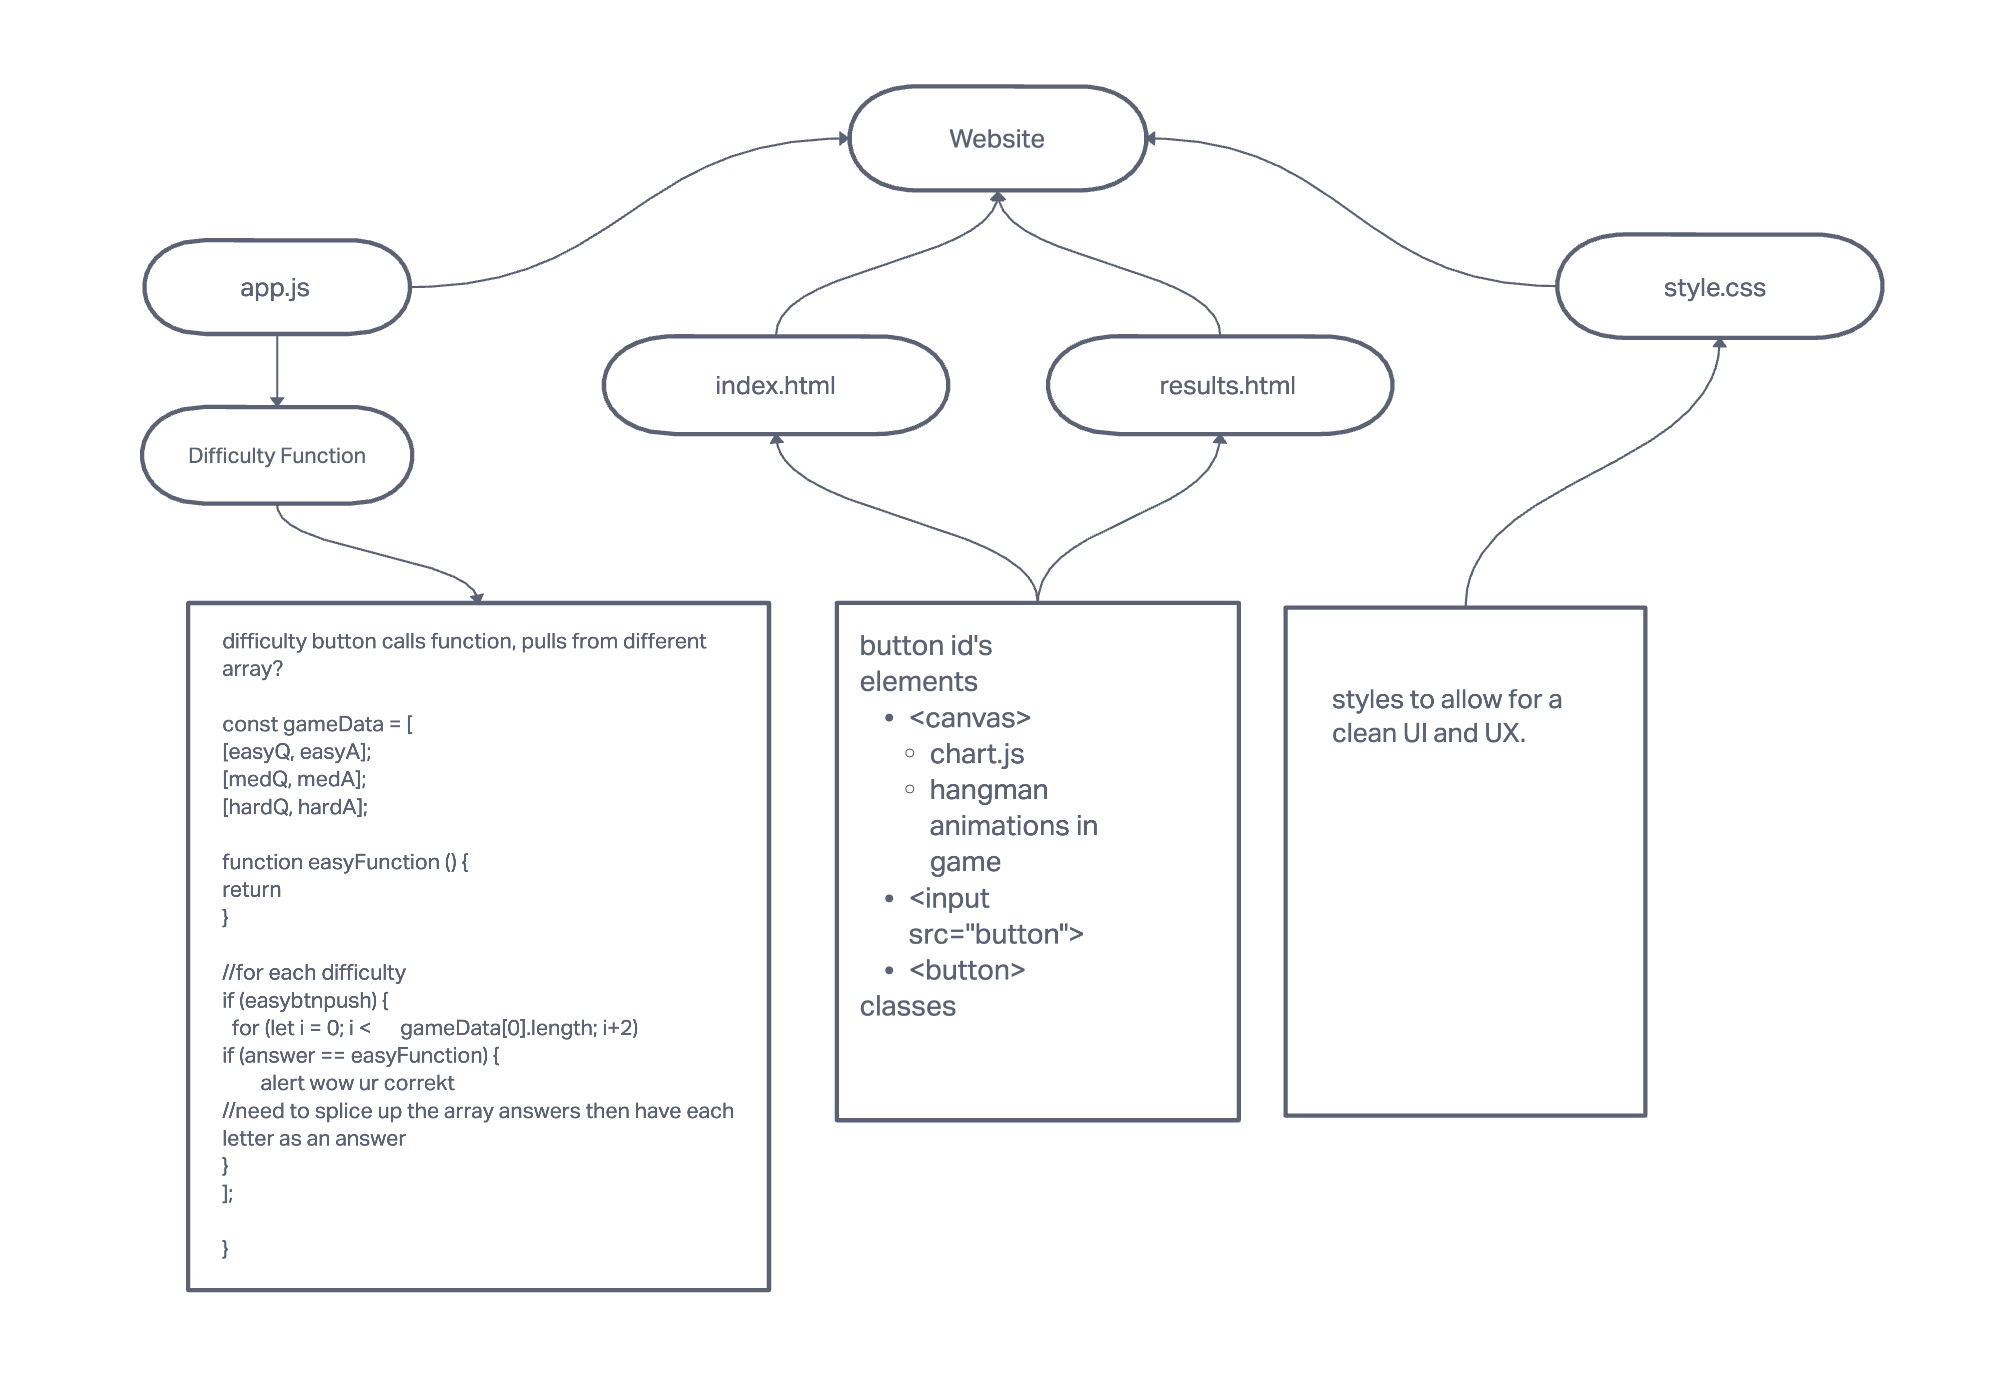 Website
app.js
style.css
index.html
results.html
Difficulty Function
difficulty button calls function, pulls from different
array?
const gameData = [
[easyQ, easyA];
[medQ, medA];
[hardQ, hardA];
function easyFunction () {
return
}
//for each difficulty
if (easybtnpush) {
for (let i = 0; i < gameData[0].length; i+2)
if (answer == easyFunction) {
alert wow ur correkt
//need to splice up the array answers then have each
letter as an answer
}
];
}
button id's
elements
• <canvas>
◦ chart.js
◦ hangman
animations in
game
• <input
src="button">
• <button>
classes
styles to allow for a
clean UI and UX.